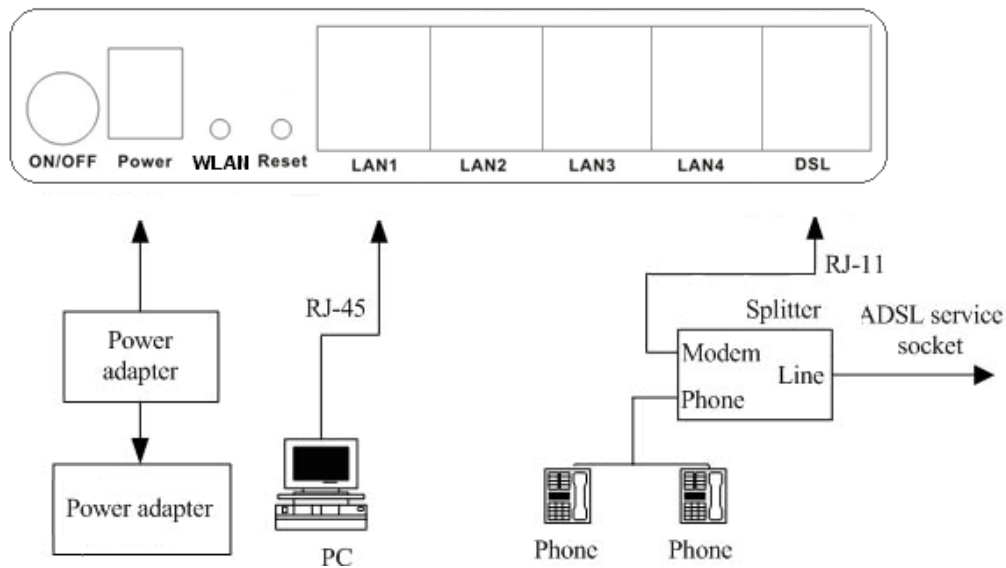 ON/OFF Power WLAN Reset LAN1 LAN2 LAN3 LAN4 DSL
RJ-45
RJ-11
Splitter
ADSL service
socket
Modem
Line
Phone
Power
adapter
Power adapter
PC
Phone
Phone